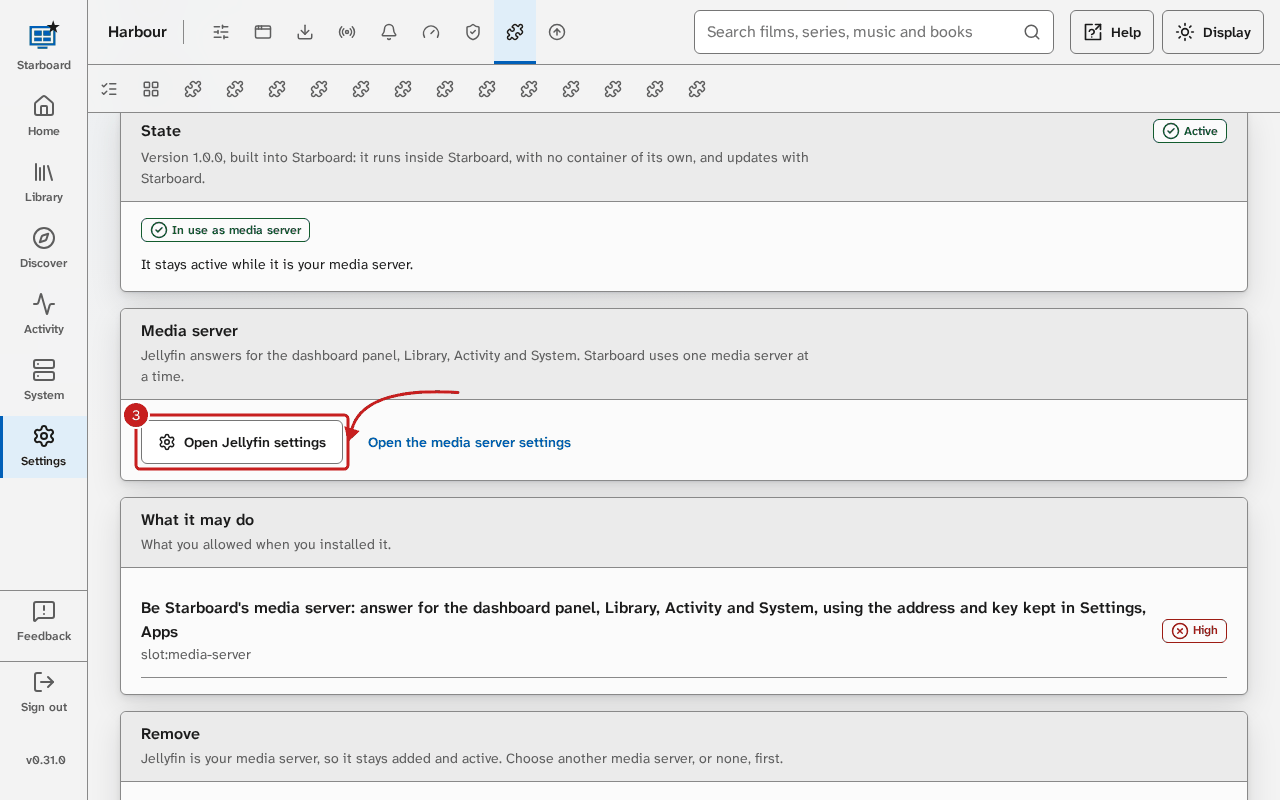 Starboard
Home
Library
Discover
Activity
System
Settings
Feedback
Sign out
v0.31.0
Harbour
Search films, series, music and books
Help
Display
State
Active
Version 1.0.0, built into Starboard: it runs inside Starboard, with no container of its own, and updates with
Starboard.
In use as media server
It stays active while it is your media server.
Media server
Jellyfin answers for the dashboard panel, Library, Activity and System. Starboard uses one media server at
a time.
3
Open Jellyfin settings
Open the media server settings
What it may do
What you allowed when you installed it.
Be Starboard's media server: answer for the dashboard panel, Library, Activity and System, using the address and key kept in Settings,
Apps
High
slot:media-server
Remove
Jellyfin is your media server, so it stays added and active. Choose another media server, or none, first.